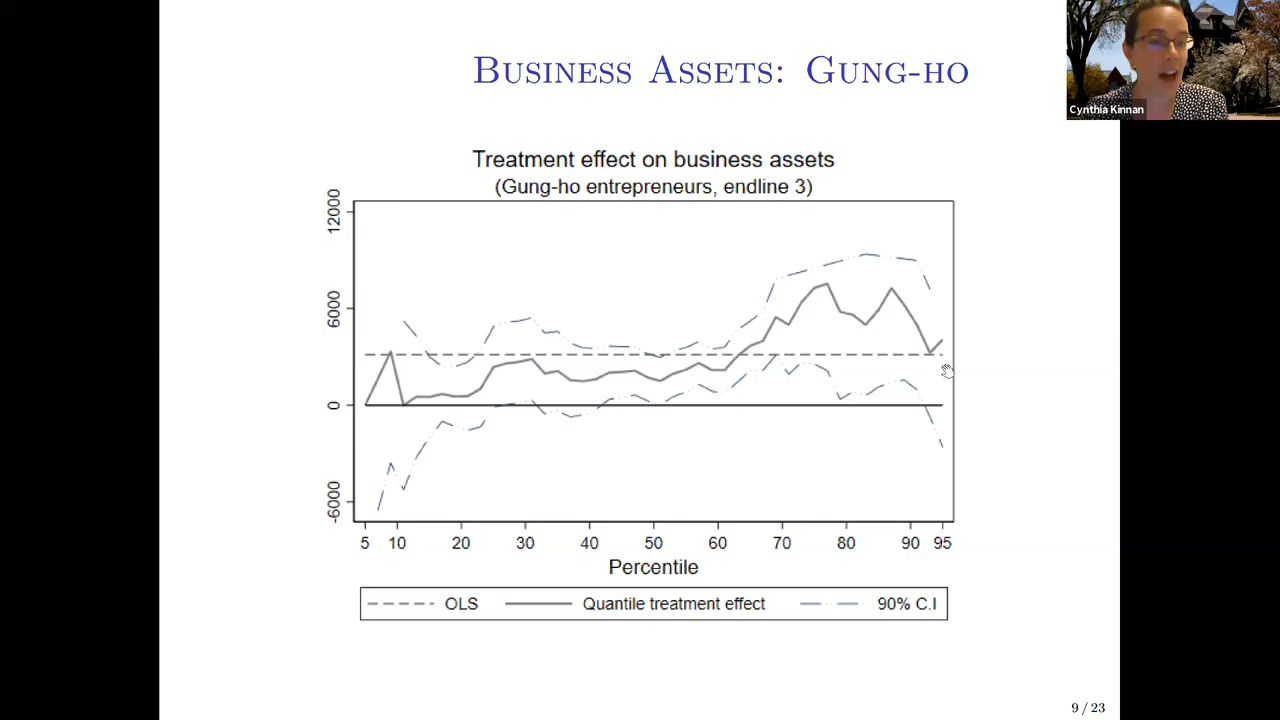 BUSINESS ASSETS: GUNG-HO
Cynthia Kinnan
Treatment effect on business assets
(Gung-ho entrepreneurs, endline 3)
12000
6000
0
-6000
5 10 20 30 40 50 60 70 80 90 95
Percentile
OLS Quantile treatment effect 90% C.I
9 / 23